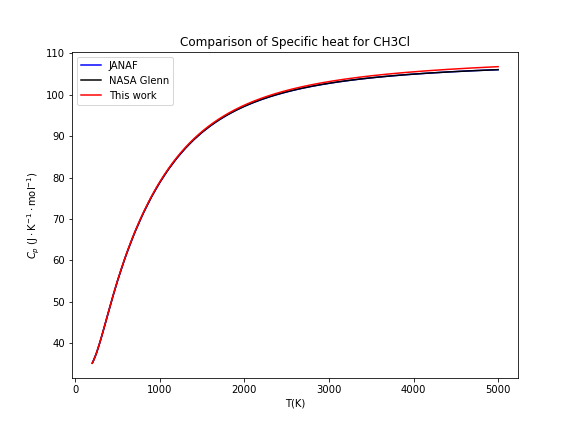 Comparison of Specific heat for CH3Cl
JANAF
NASA Glenn
This work
110
100
90
80
70
60
50
40
$C_p$ (J · K⁻¹ · mol⁻¹)
0 1000 2000 3000 4000 5000
T(K)